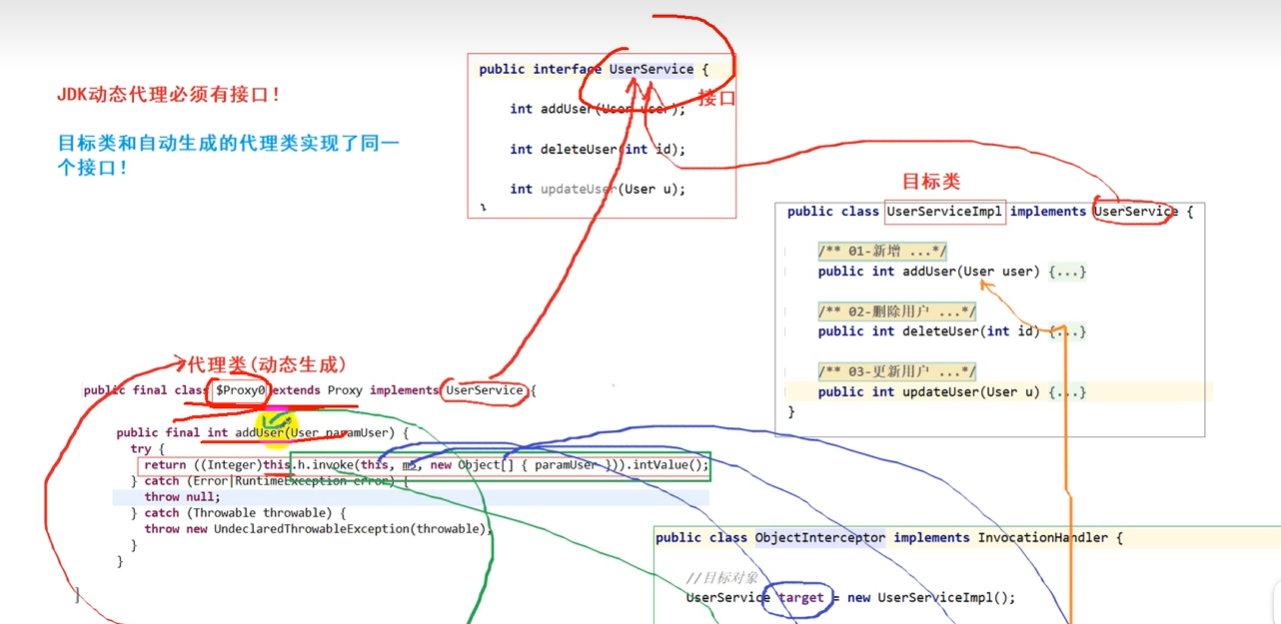 JDK动态代理必须有接口!
目标类和自动生成的代理类实现了同一
个接口!
public interface UserService {
接口
int addUser(User user);
int deleteUser(int id);
int updateUser(User u);
}
目标类
public class UserServiceImpl implements UserService {
/** 01-新增 ...*/
public int addUser(User user) {...}
/** 02-删除用户 ...*/
public int deleteUser(int id) {...}
/** 03-更新用户 ...*/
public int updateUser(User u) {...}
}
代理类(动态生成)
public final class $Proxy0 extends Proxy implements UserService {
public final int addUser(User paramUser) {
try {
return ((Integer)this.h.invoke(this, m3, new Object[] { paramUser })).intValue();
} catch (Error|RuntimeException error) {
throw null;
} catch (Throwable throwable) {
throw new UndeclaredThrowableException(throwable);
}
}
}
public class ObjectInterceptor implements InvocationHandler {
//目标对象
UserService target = new UserServiceImpl();